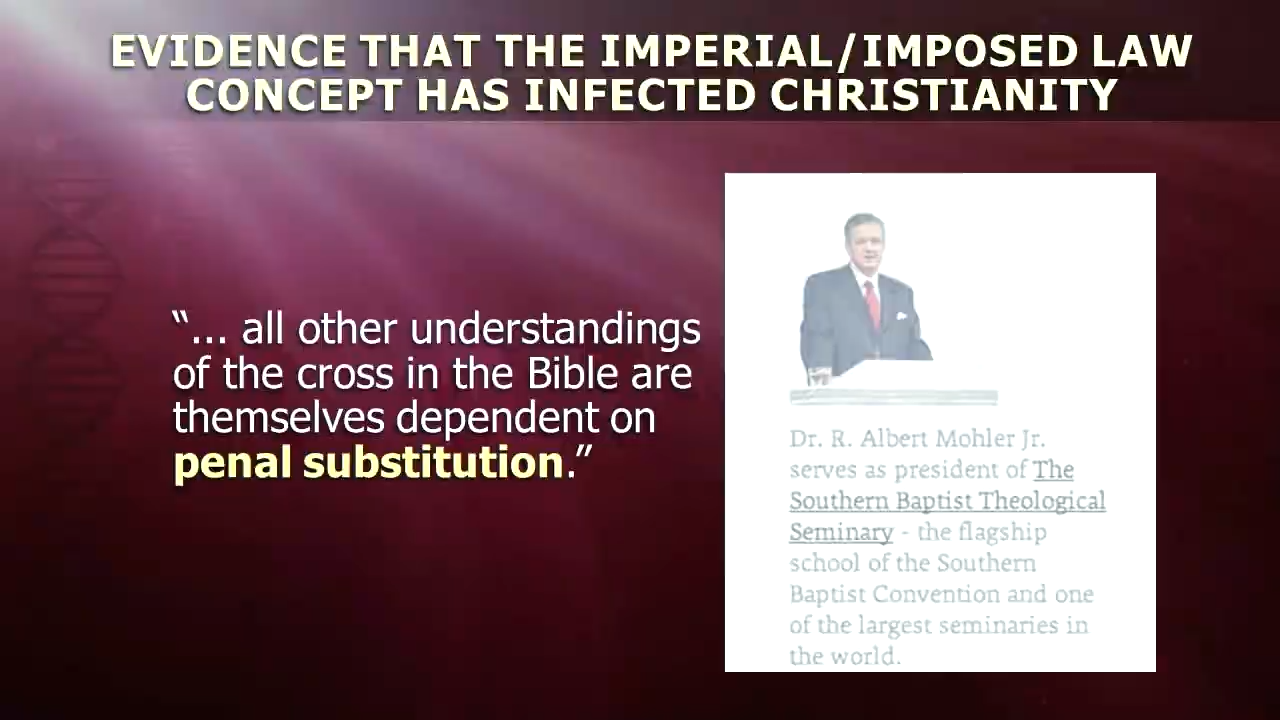 EVIDENCE THAT THE IMPERIAL/IMPOSED LAW
CONCEPT HAS INFECTED CHRISTIANITY
“... all other understandings
of the cross in the Bible are
themselves dependent on
penal substitution.”
Dr. R. Albert Mohler Jr.
serves as president of The
Southern Baptist Theological
Seminary - the flagship
school of the Southern
Baptist Convention and one
of the largest seminaries in
the world.